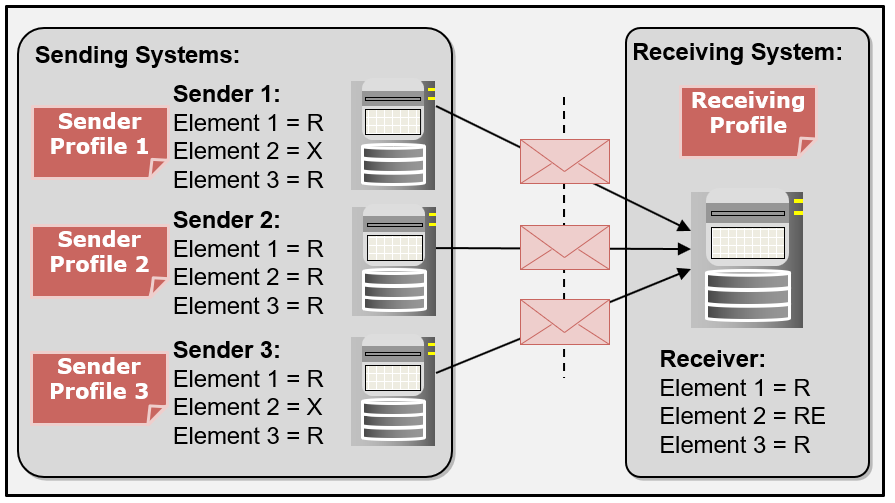 Sending Systems:
Sender Profile 1
Sender 1:
Element 1 = R
Element 2 = X
Element 3 = R
Sender Profile 2
Sender 2:
Element 1 = R
Element 2 = R
Element 3 = R
Sender Profile 3
Sender 3:
Element 1 = R
Element 2 = X
Element 3 = R
Receiving System:
Receiving
Profile
Receiver:
Element 1 = R
Element 2 = RE
Element 3 = R